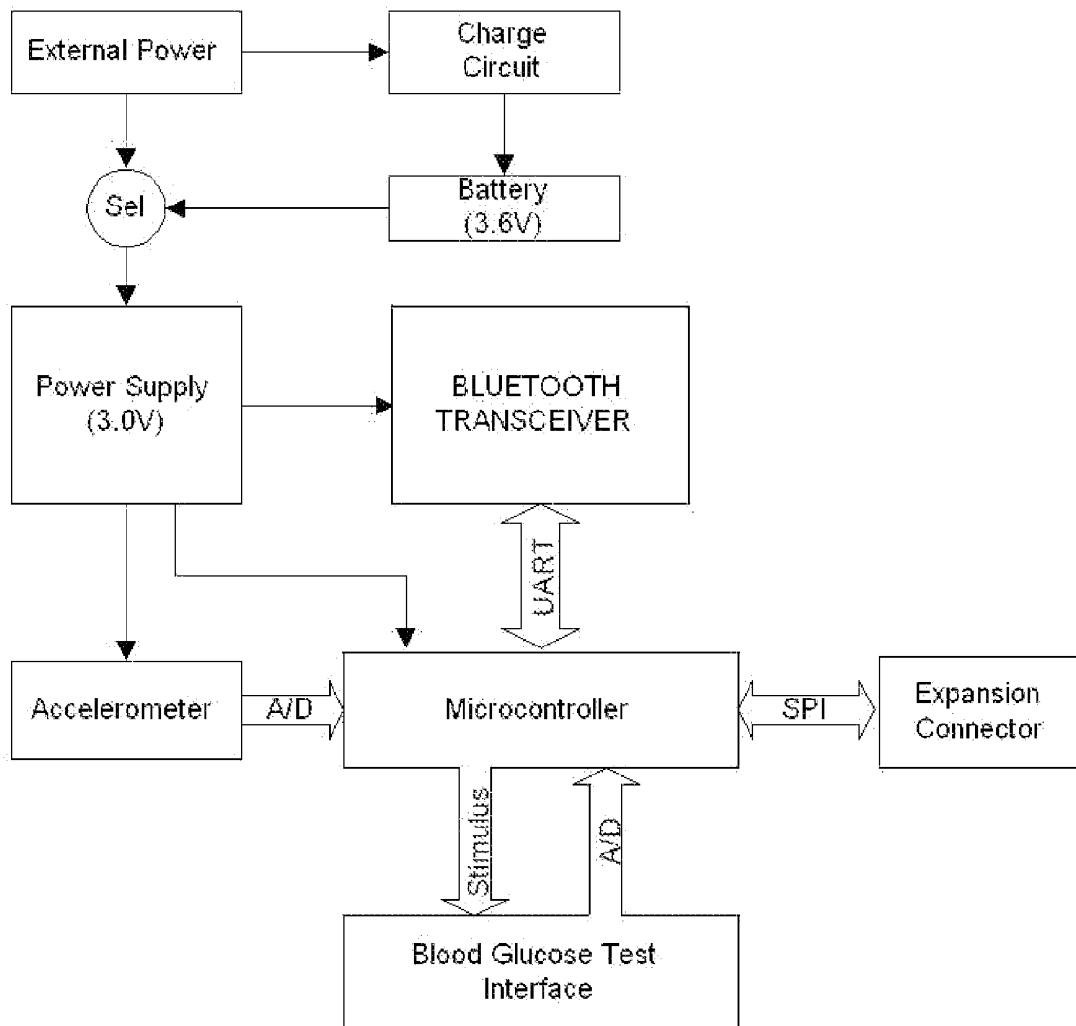 External Power
Charge
Circuit
Sel
Battery
(3.6V)
Power Supply
(3.0V)
BLUETOOTH
TRANSCEIVER
UART
Accelerometer
A/D
Microcontroller
SPI
Expansion
Connector
Stimulus
A/D
Blood Glucose Test
Interface